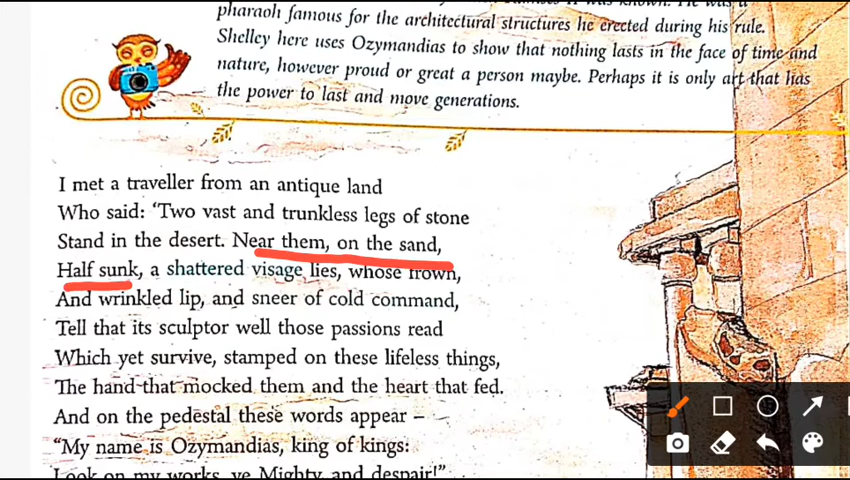 pharaoh famous for the architectural structures he erected during his rule.
Shelley here uses Ozymandias to show that nothing lasts in the face of time and
nature, however proud or great a person maybe. Perhaps it is only art that has
the power to last and move generations.
I met a traveller from an antique land
Who said: 'Two vast and trunkless legs of stone
Stand in the desert. Near them, on the sand,
Half sunk, a shattered visage lies, whose frown,
And wrinkled lip, and sneer of cold command,
Tell that its sculptor well those passions read
Which yet survive, stamped on these lifeless things,
The hand that mocked them and the heart that fed.
And on the pedestal these words appear –
"My name is Ozymandias, king of kings:
Look on my works, ye Mighty, and despair!"